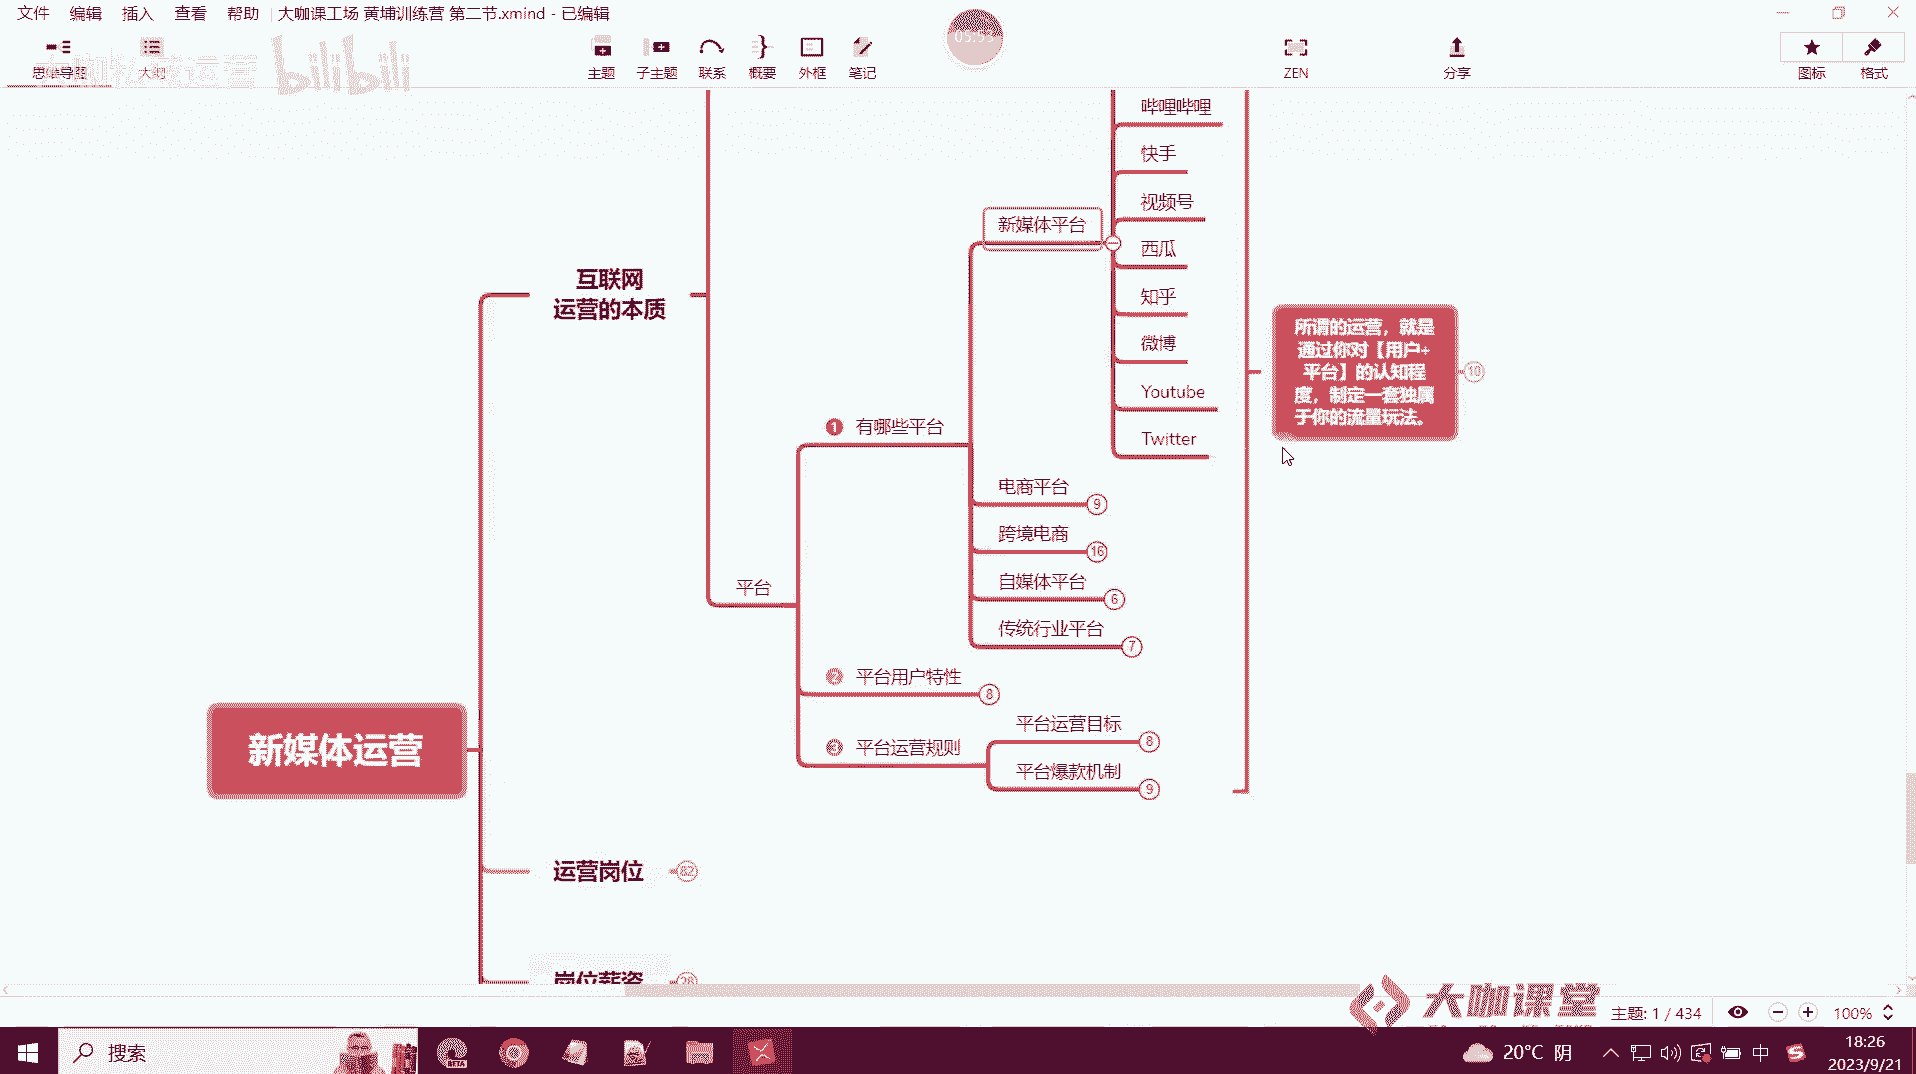 文件 编辑 插入 查看 帮助 大咖课工场 黄埔训练营 第二节.xmind - 已编辑
思维导图 大纲 主题 子主题 联系 概要 外框 笔记 ZEN 分享 图标 格式
bilibili
哔哩哔哩
快手
视频号
西瓜
知乎
微博
Youtube
Twitter
新媒体平台
互联网
运营的本质
所谓的运营，就是
通过你对【用户+
平台】的认知程
度，制定一套独属
于你的流量玩法。
10
1 有哪些平台
电商平台 9
跨境电商 16
自媒体平台 6
传统行业平台 7
平台
2 平台用户特性 8
3 平台运营规则
平台运营目标 8
平台爆款机制 9
新媒体运营
运营岗位 82
岗位薪资 28
大咖课堂
主题: 1 / 434 100%
搜索
20°C 阴
中
18:26
2023/9/21